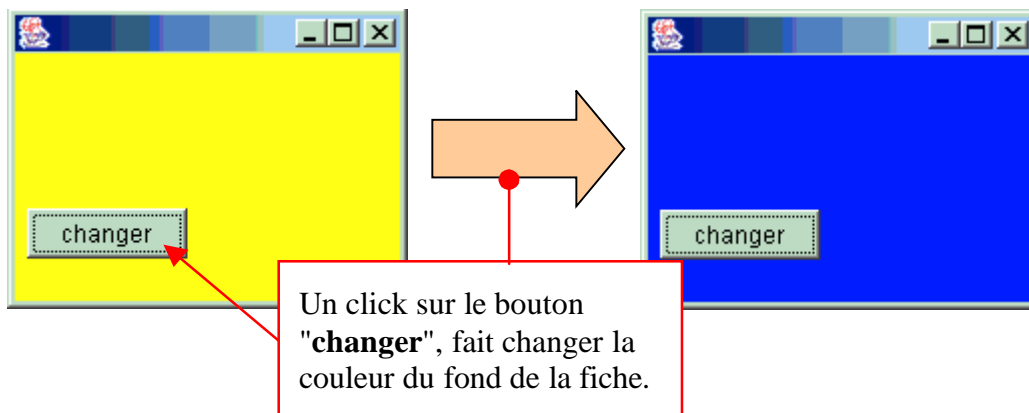 changer
changer
Un click sur le bouton
"changer", fait changer la
couleur du fond de la fiche.